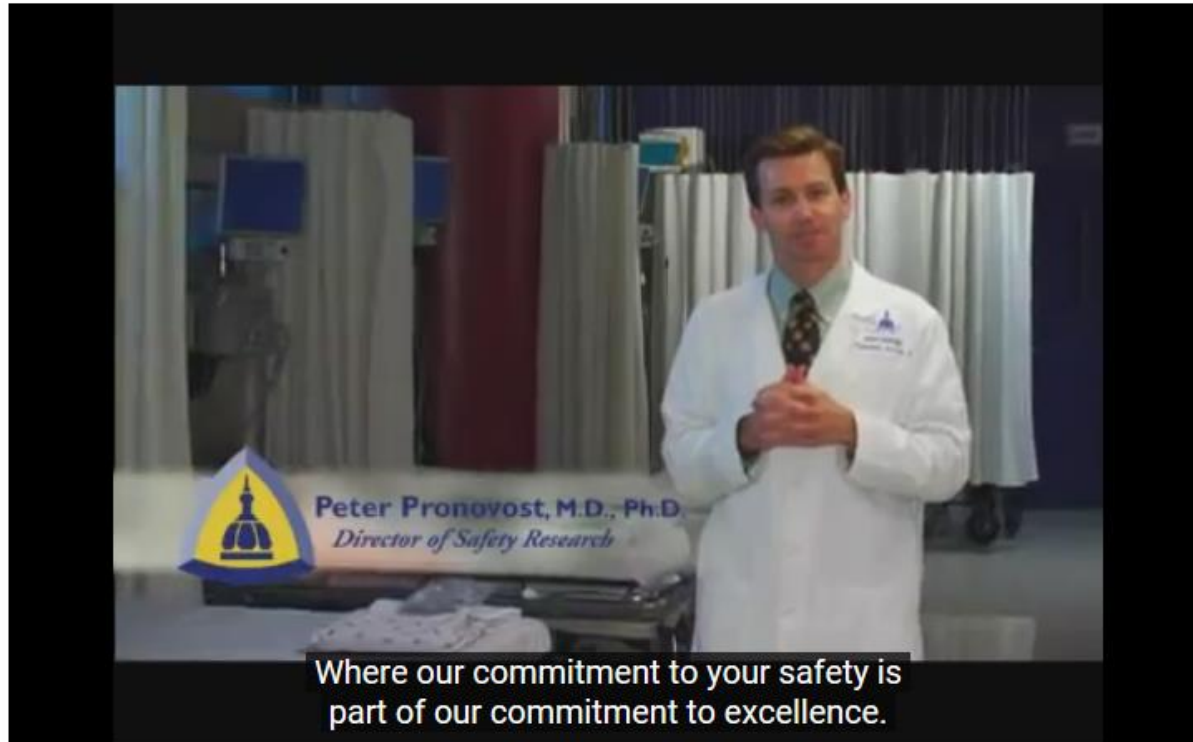 Peter Pronovost, M.D., Ph.D.
Director of Safety Research
Where our commitment to your safety is
part of our commitment to excellence.